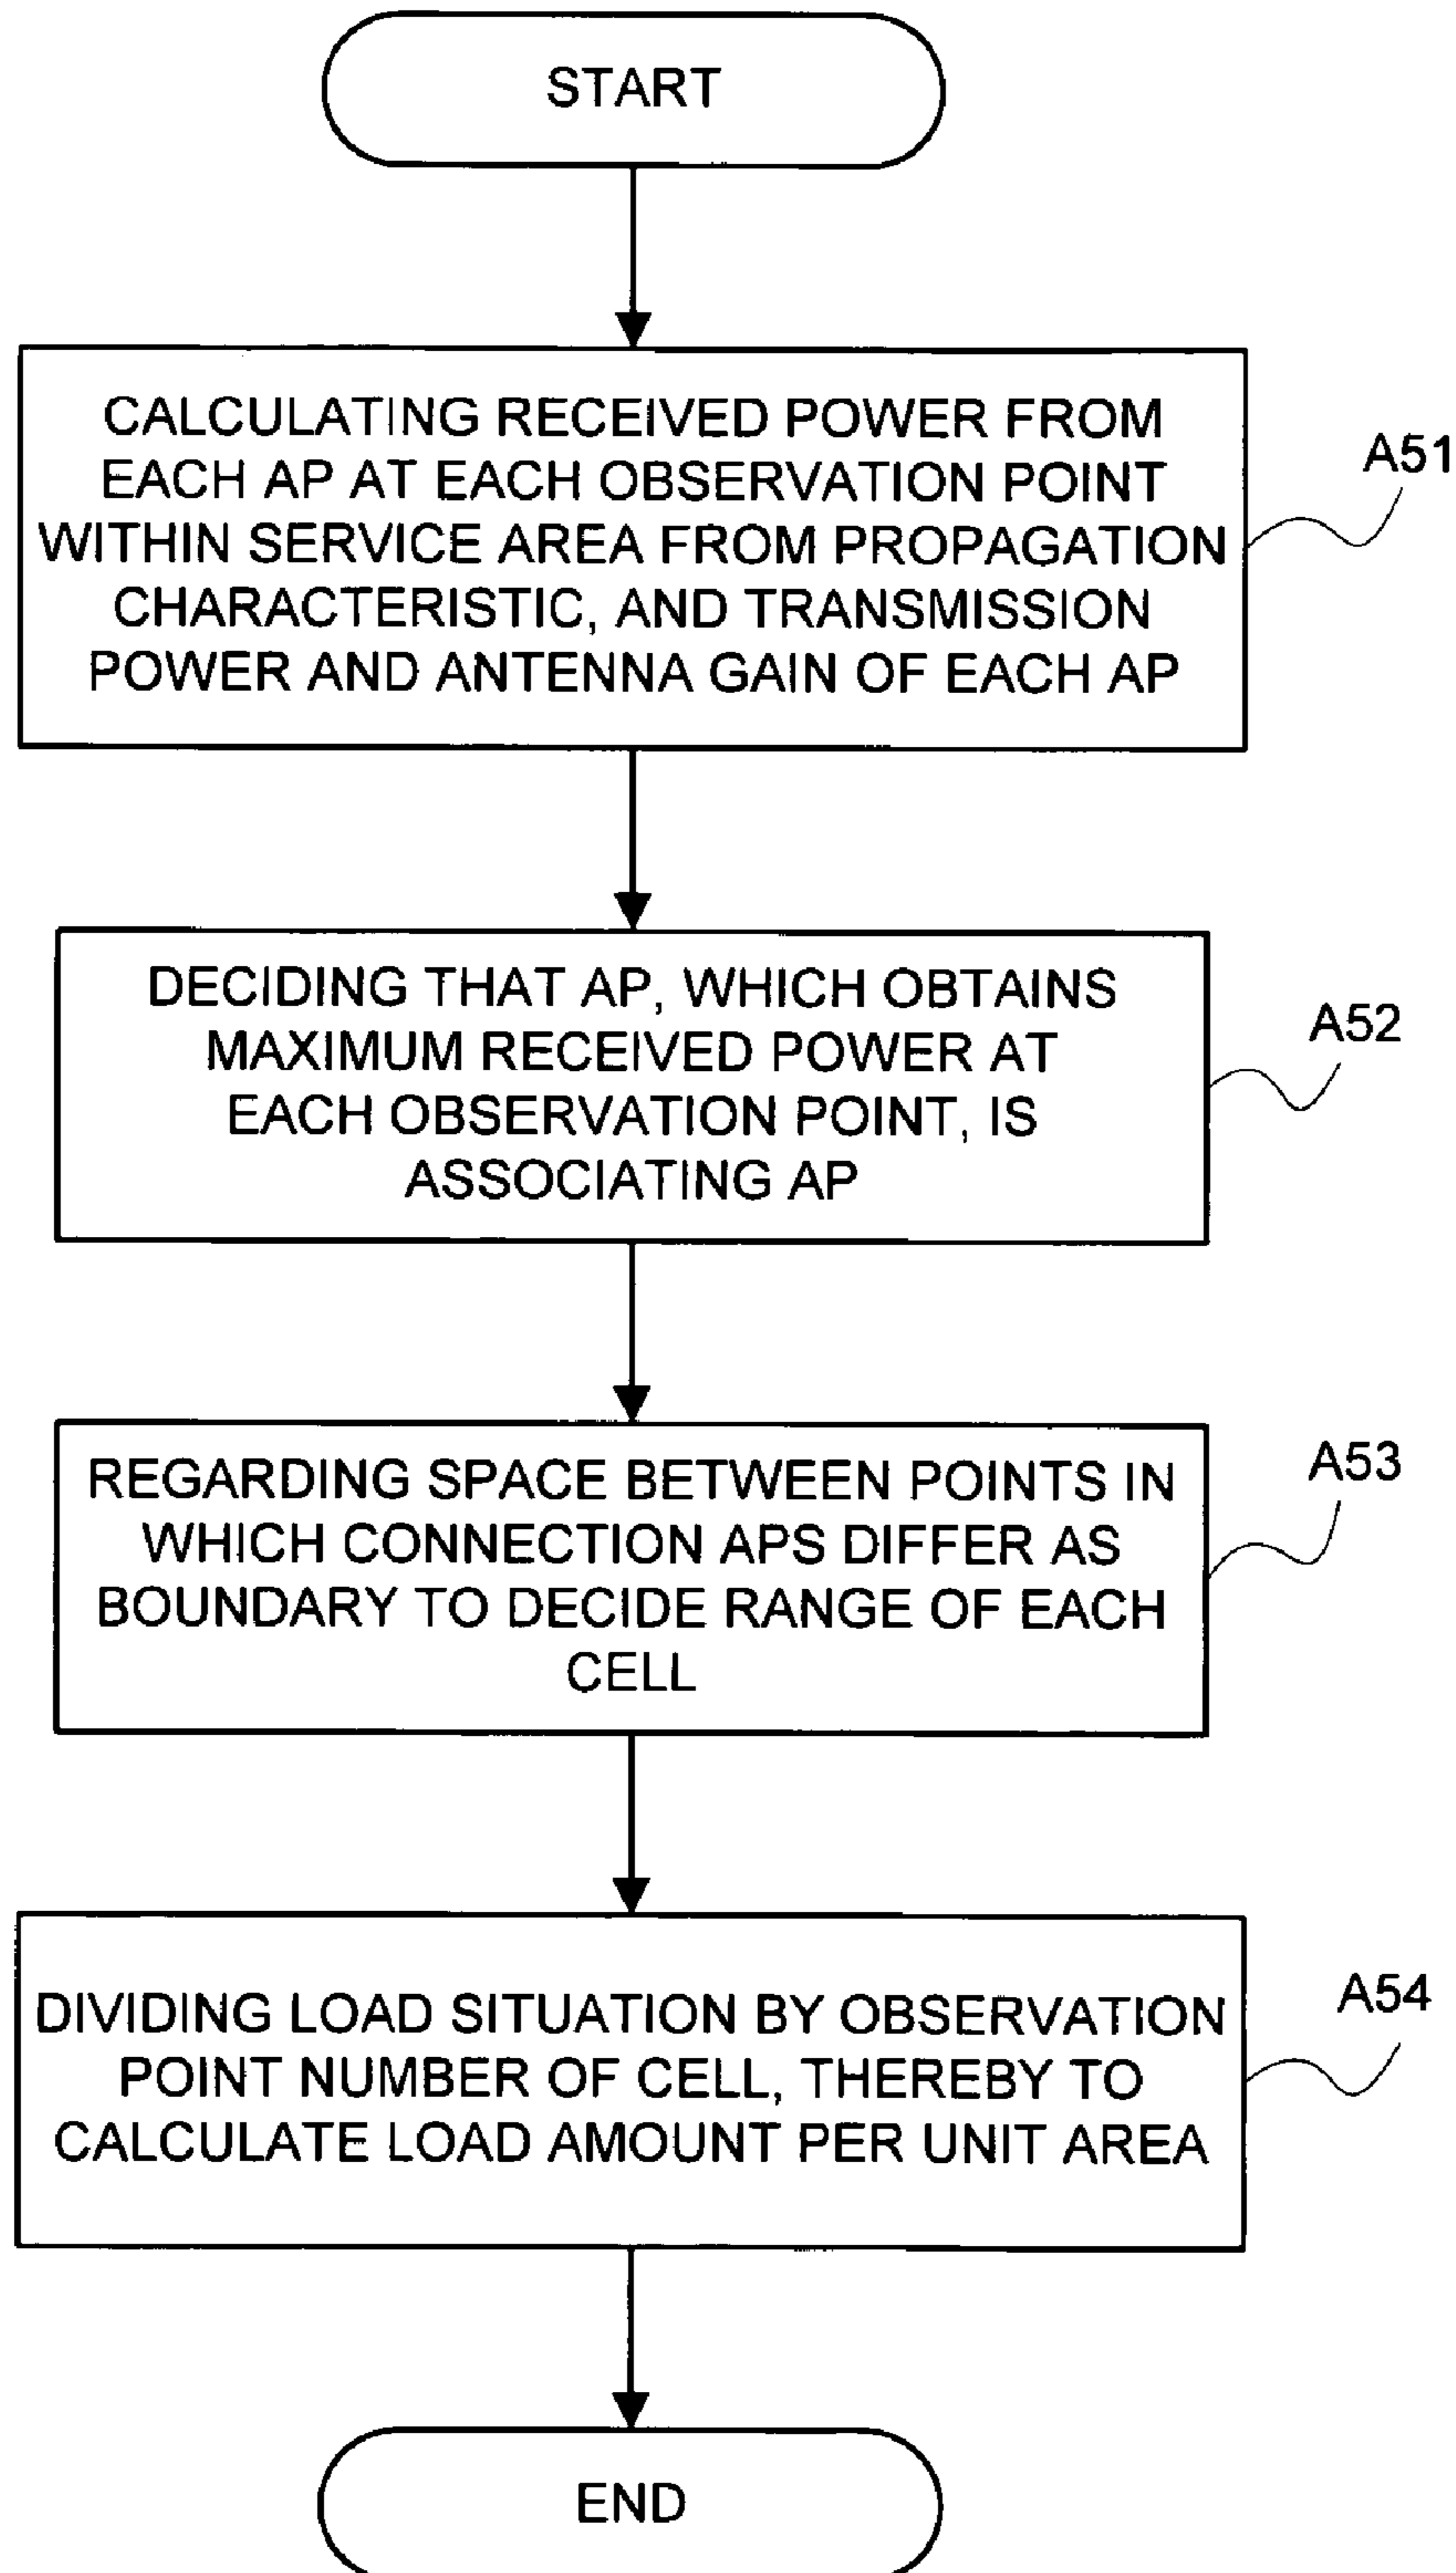 START
CALCULATING RECEIVED POWER FROM
EACH AP AT EACH OBSERVATION POINT
WITHIN SERVICE AREA FROM PROPAGATION
CHARACTERISTIC, AND TRANSMISSION
POWER AND ANTENNA GAIN OF EACH AP
A51
DECIDING THAT AP, WHICH OBTAINS
MAXIMUM RECEIVED POWER AT
EACH OBSERVATION POINT, IS
ASSOCIATING AP
A52
REGARDING SPACE BETWEEN POINTS IN
WHICH CONNECTION APS DIFFER AS
BOUNDARY TO DECIDE RANGE OF EACH
CELL
A53
DIVIDING LOAD SITUATION BY OBSERVATION
POINT NUMBER OF CELL, THEREBY TO
CALCULATE LOAD AMOUNT PER UNIT AREA
A54
END